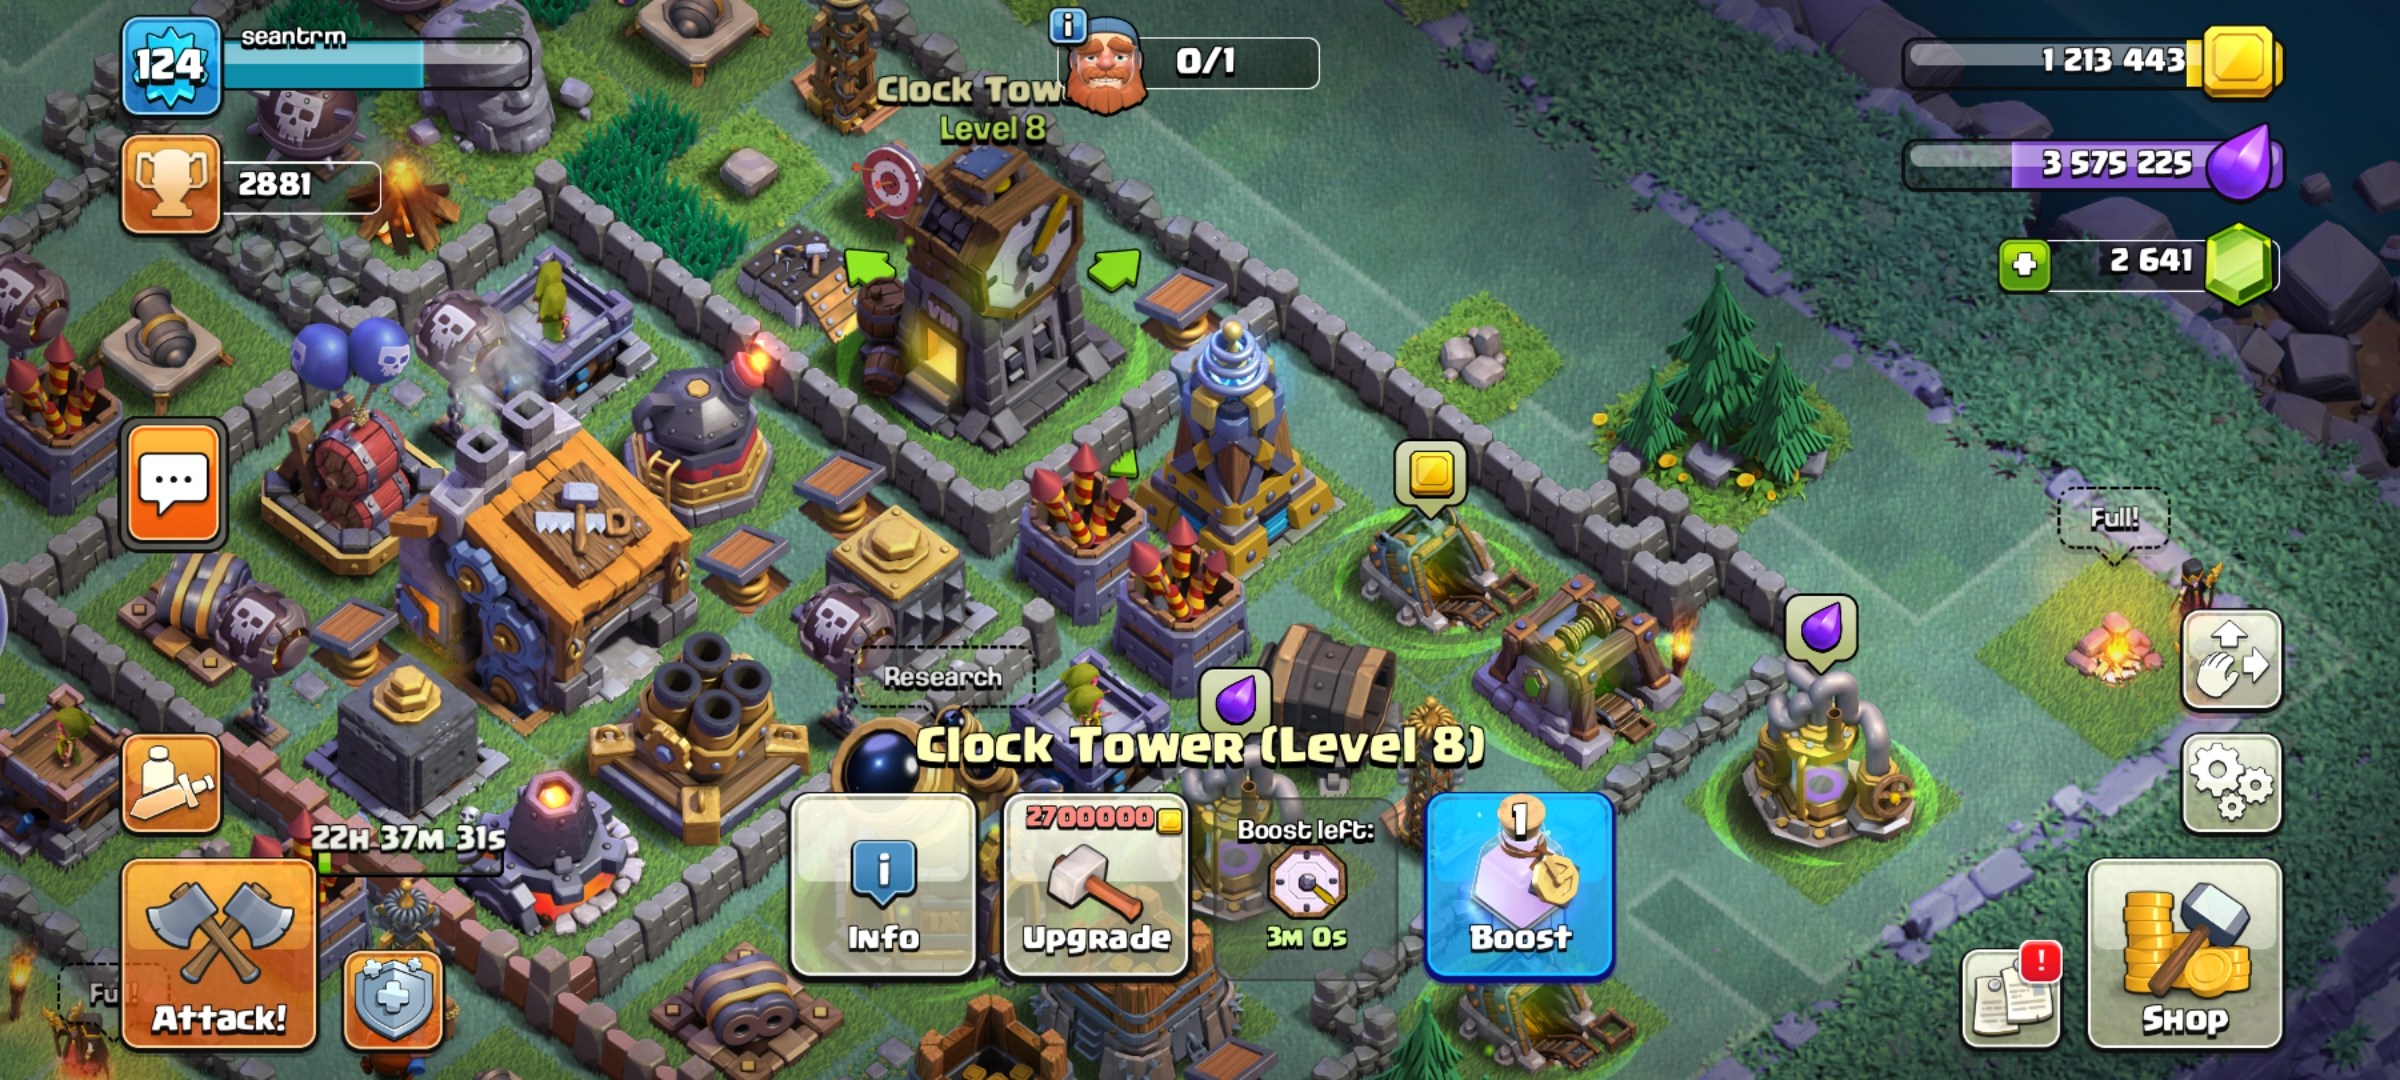 124
seantrm
0/1
1 213 443
Clock Tow
Level 8
3 575 225
2881
2 641
Full!
Research
Clock Tower (Level 8)
22H 37M 31s
2700000
Boost left:
1
Info
Upgrade
3M 0s
Boost
Attack!
Shop
VIII